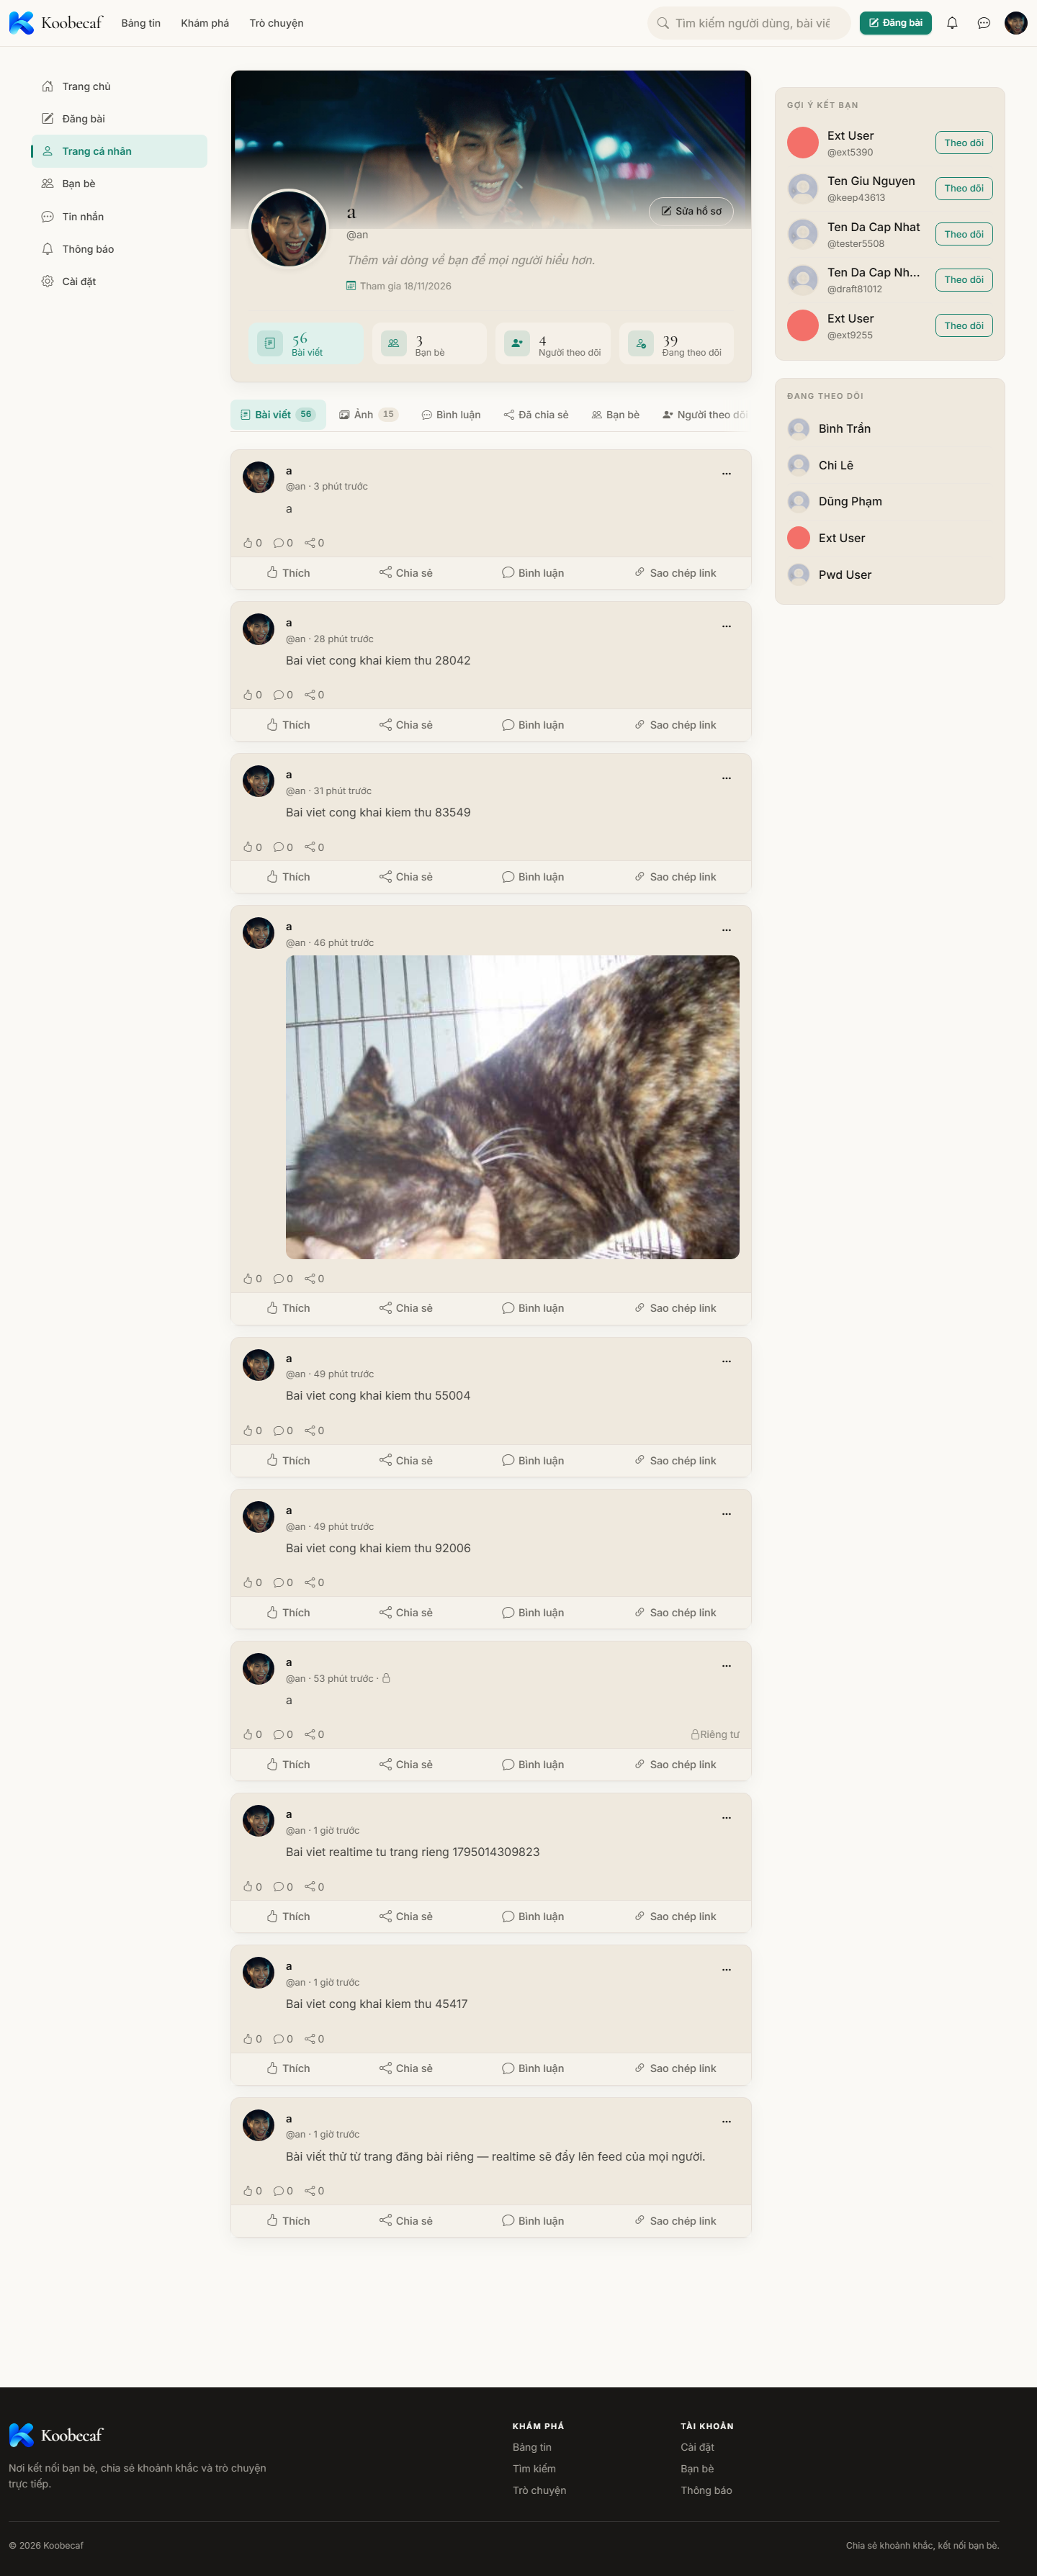 Koobecaf
Bảng tin
Khám phá
Trò chuyện
Tìm kiếm người dùng, bài viế
Đăng bài
Trang chủ
Đăng bài
Trang cá nhân
Bạn bè
Tin nhắn
Thông báo
Cài đặt
a
@an
Sửa hồ sơ
Thêm vài dòng về bạn để mọi người hiểu hơn.
Tham gia 18/11/2026
56
Bài viết
3
Bạn bè
4
Người theo dõi
39
Đang theo dõi
Bài viết 56
Ảnh 15
Bình luận
Đã chia sẻ
Bạn bè
Người theo dõi
a
@an · 3 phút trước
a
0 0 0
Thích Chia sẻ Bình luận Sao chép link
a
@an · 28 phút trước
Bai viet cong khai kiem thu 28042
0 0 0
Thích Chia sẻ Bình luận Sao chép link
a
@an · 31 phút trước
Bai viet cong khai kiem thu 83549
0 0 0
Thích Chia sẻ Bình luận Sao chép link
a
@an · 46 phút trước
0 0 0
Thích Chia sẻ Bình luận Sao chép link
a
@an · 49 phút trước
Bai viet cong khai kiem thu 55004
0 0 0
Thích Chia sẻ Bình luận Sao chép link
a
@an · 49 phút trước
Bai viet cong khai kiem thu 92006
0 0 0
Thích Chia sẻ Bình luận Sao chép link
a
@an · 53 phút trước ·
a
0 0 0 Riêng tư
Thích Chia sẻ Bình luận Sao chép link
a
@an · 1 giờ trước
Bai viet realtime tu trang rieng 1795014309823
0 0 0
Thích Chia sẻ Bình luận Sao chép link
a
@an · 1 giờ trước
Bai viet cong khai kiem thu 45417
0 0 0
Thích Chia sẻ Bình luận Sao chép link
a
@an · 1 giờ trước
Bài viết thử từ trang đăng bài riêng — realtime sẽ đẩy lên feed của mọi người.
0 0 0
Thích Chia sẻ Bình luận Sao chép link
GỢI Ý KẾT BẠN
Ext User
@ext5390
Theo dõi
Ten Giu Nguyen
@keep43613
Theo dõi
Ten Da Cap Nhat
@tester5508
Theo dõi
Ten Da Cap Nh...
@draft81012
Theo dõi
Ext User
@ext9255
Theo dõi
ĐANG THEO DÕI
Bình Trần
Chi Lê
Dũng Phạm
Ext User
Pwd User
Koobecaf
Nơi kết nối bạn bè, chia sẻ khoảnh khắc và trò chuyện
trực tiếp.
KHÁM PHÁ
Bảng tin
Tìm kiếm
Trò chuyện
TÀI KHOẢN
Cài đặt
Bạn bè
Thông báo
© 2026 Koobecaf
Chia sẻ khoảnh khắc, kết nối bạn bè.